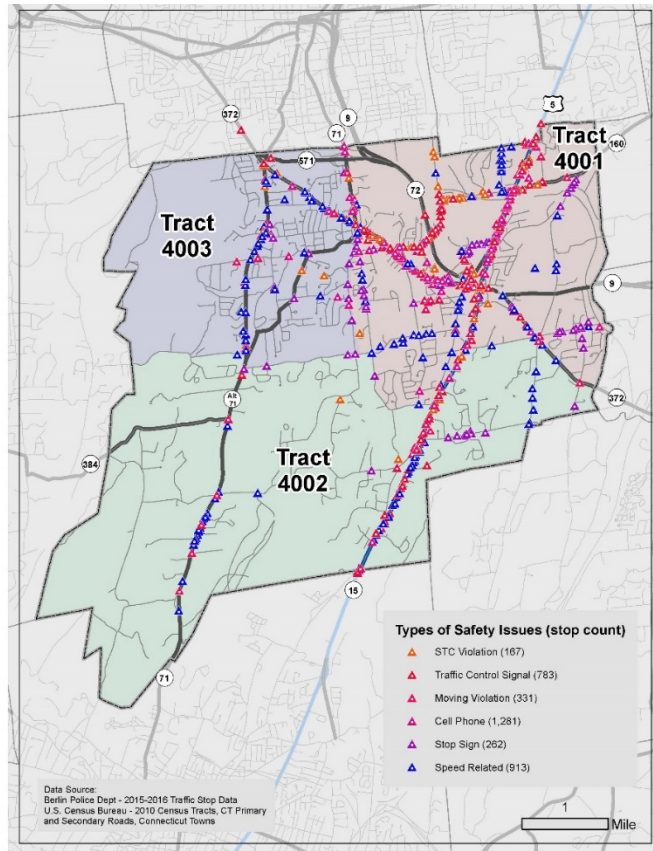 5
372
9
71
Tract
4001
160
571
72
Tract
4003
9
Alt
71
372
384
Tract
4002
15
71
Types of Safety Issues (stop count)
STC Violation (167)
Traffic Control Signal (783)
Moving Violation (331)
Cell Phone (1,281)
Stop Sign (262)
Speed Related (913)
Data Source:
Berlin Police Dept - 2015-2016 Traffic Stop Data
U.S. Census Bureau - 2010 Census Tracts, CT Primary
and Secondary Roads, Connecticut Towns
1
Mile